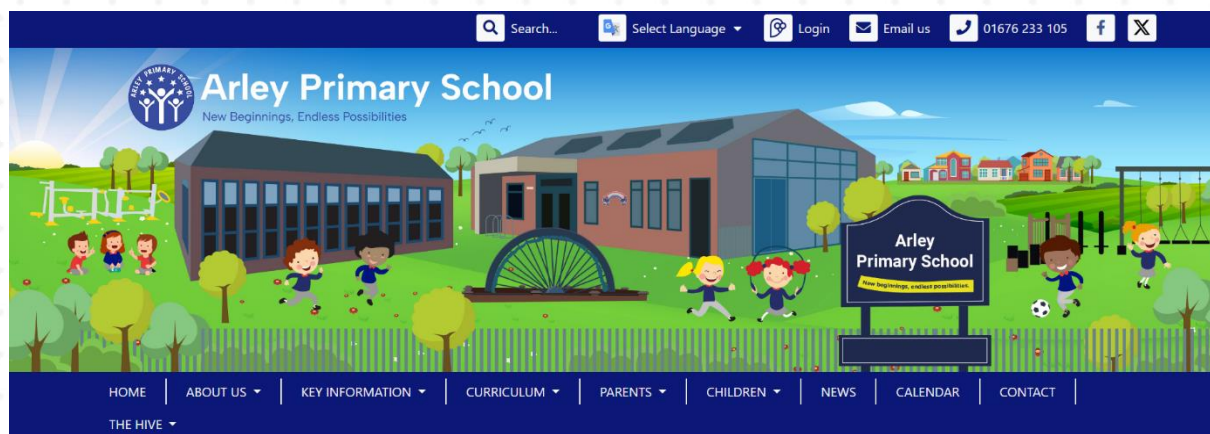 Search... Select Language Login Email us 01676 233 105
ARLEY PRIMARY SCHOOL
Arley Primary School
New Beginnings, Endless Possibilities
Arley
Primary School
New beginnings, endless possibilities.
HOME ABOUT US KEY INFORMATION CURRICULUM PARENTS CHILDREN NEWS CALENDAR CONTACT
THE HIVE